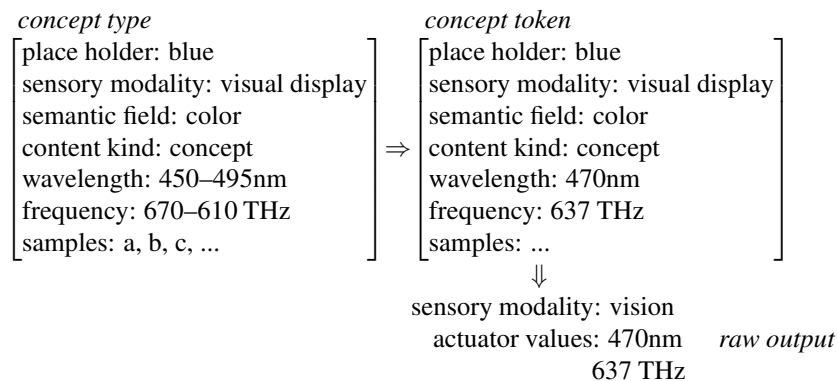 concept type
place holder: blue
sensory modality: visual display
semantic field: color
content kind: concept
wavelength: 450–495nm
frequency: 670–610 THz
samples: a, b, c, ...
⇒
concept token
place holder: blue
sensory modality: visual display
semantic field: color
content kind: concept
wavelength: 470nm
frequency: 637 THz
samples: ...
⇓
sensory modality: vision
actuator values: 470nm raw output
637 THz